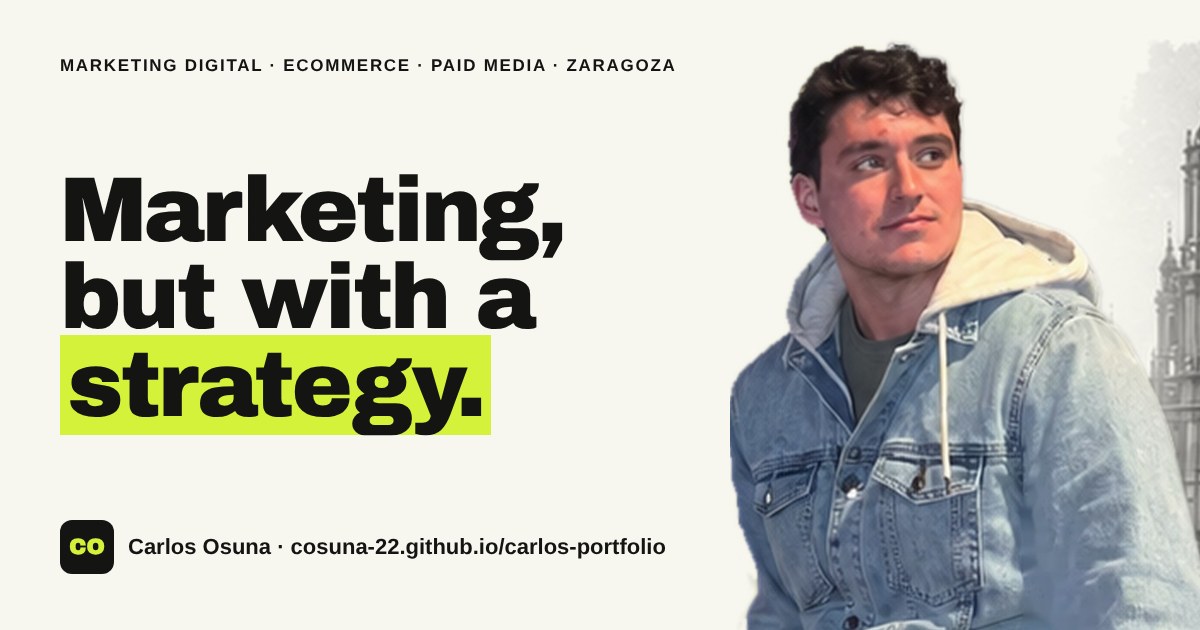 MARKETING DIGITAL · ECOMMERCE · PAID MEDIA · ZARAGOZA
Marketing,
but with a
strategy.
CO Carlos Osuna · cosuna-22.github.io/carlos-portfolio